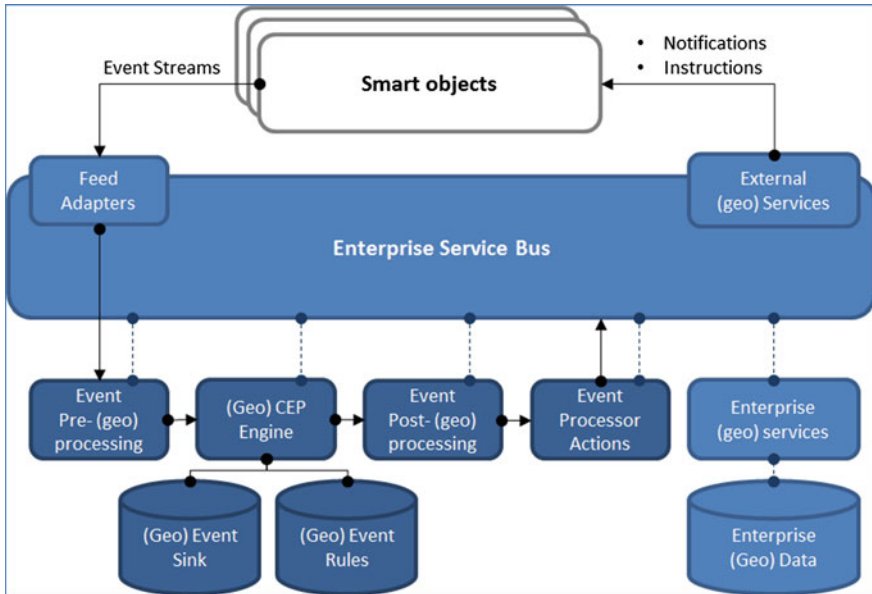 Event Streams
Smart objects
• Notifications
• Instructions
Feed
Adapters
External
(geo) Services
Enterprise Service Bus
Event
Pre- (geo)
processing
(Geo) CEP
Engine
Event
Post- (geo)
processing
Event
Processor
Actions
Enterprise
(geo) services
(Geo) Event
Sink
(Geo) Event
Rules
Enterprise
(Geo) Data